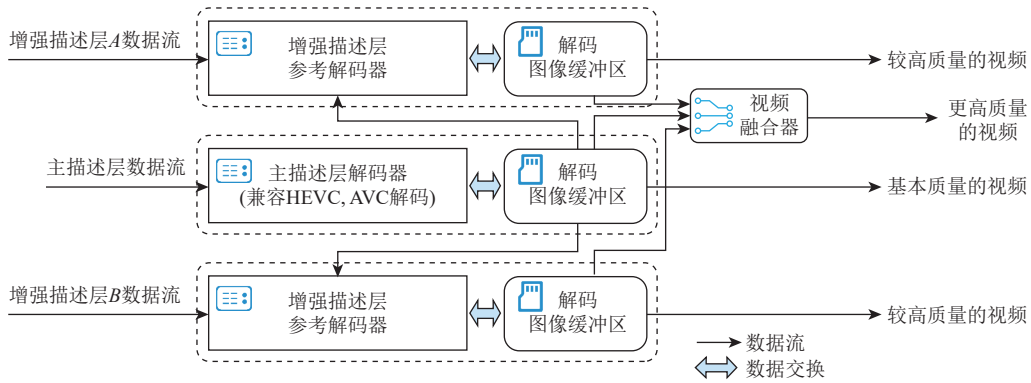 增强描述层A数据流
增强描述层
参考解码器
解码
图像缓冲区
较高质量的视频
视频
融合器
更高质量
的视频
主描述层数据流
主描述层解码器
(兼容HEVC, AVC解码)
解码
图像缓冲区
基本质量的视频
增强描述层B数据流
增强描述层
参考解码器
解码
图像缓冲区
较高质量的视频
数据流
数据交换